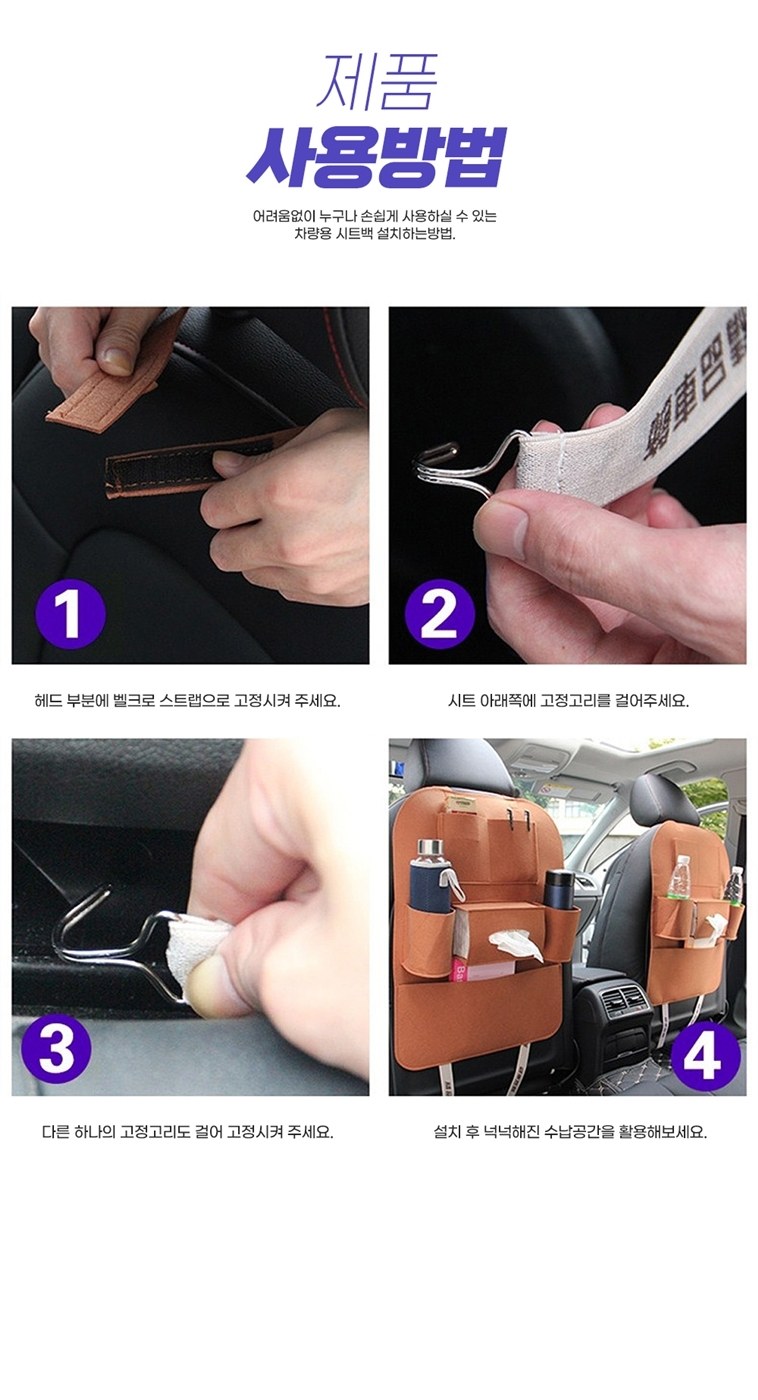 제품
사용방법
어려움없이 누구나 손쉽게 사용하실 수 있는
차량용 시트백 설치하는방법.
1
2
헤드 부분에 벨크로 스트랩으로 고정시켜 주세요.
시트 아래쪽에 고정고리를 걸어주세요.
3
4
다른 하나의 고정고리도 걸어 고정시켜 주세요.
설치 후 넉넉해진 수납공간을 활용해보세요.